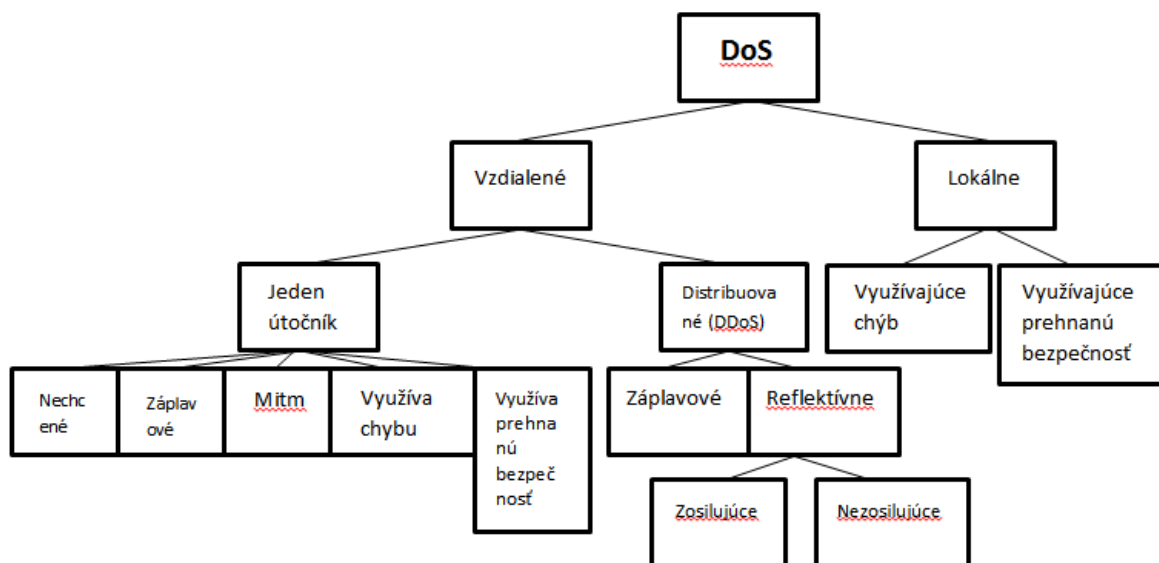 DoS
Vzdialené
Lokálne
Jeden
útočník
Distribuova
né (DDoS)
Využívajúce
chýb
Využívajúce
prehnanú
bezpečnosť
Nechc
ené
Záplav
ové
Mitm
Využíva
chybu
Využíva
prehna
nú
bezpeč
nosť
Záplavové
Reflektívne
Zosilujúce
Nezosilujúce